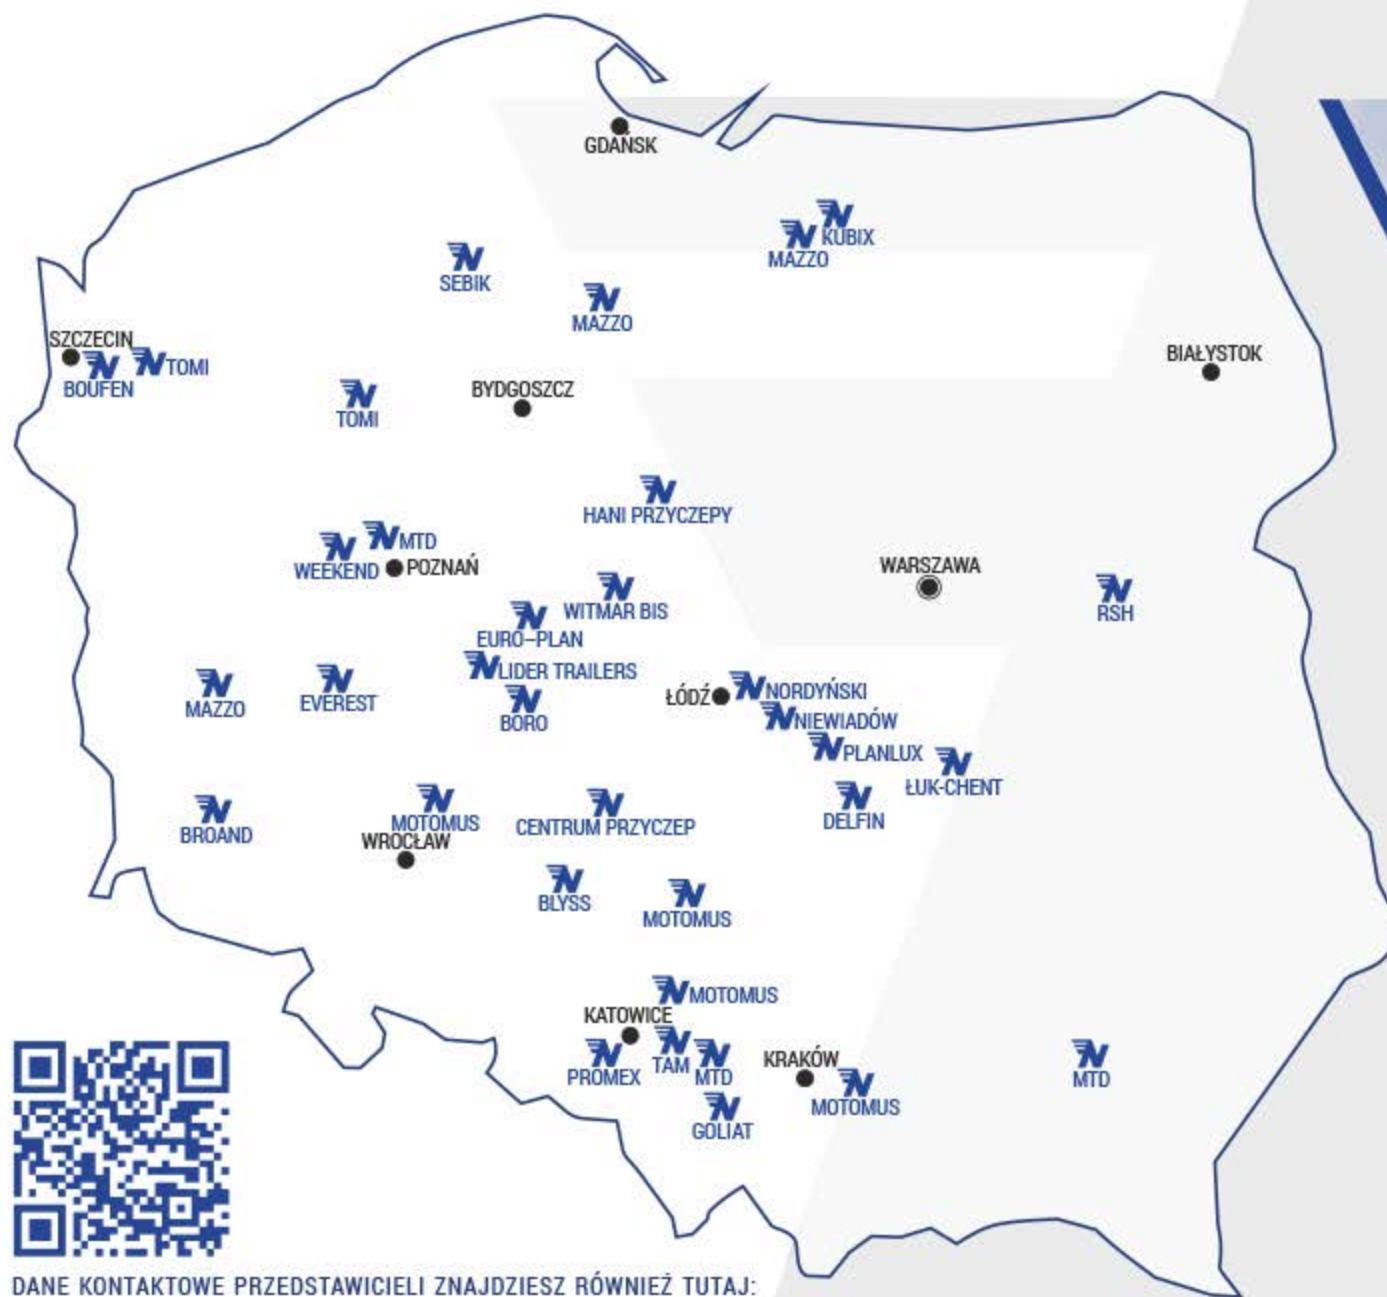 GDAŃSK
KUBIX
MAZZO
SEBIK
MAZZO
SZCZECIN
BOUFEN
TOMI
BIAŁYSTOK
TOMI
BYDGOSZCZ
HANI PRZYCZEPY
MTD
WEEKEND
POZNAŃ
WARSZAWA
RSH
WITMAR BIS
EURO-PLAN
LIDER TRAILERS
MAZZO
EVEREST
BORO
ŁÓDŹ
NORDYŃSKI
NIEWIADÓW
PLANLUX
ŁUK-CHENT
DELFIN
BROAND
MOTOMUS
WROCŁAW
CENTRUM PRZYCZEP
BLYSS
MOTOMUS
MOTOMUS
KATOWICE
PROMEX
TAM
MTD
KRAKÓW
MOTOMUS
MTD
GOLIAT
DANE KONTAKTOWE PRZEDSTAWICIELI ZNAJDZIESZ RÓWNIEŻ TUTAJ: